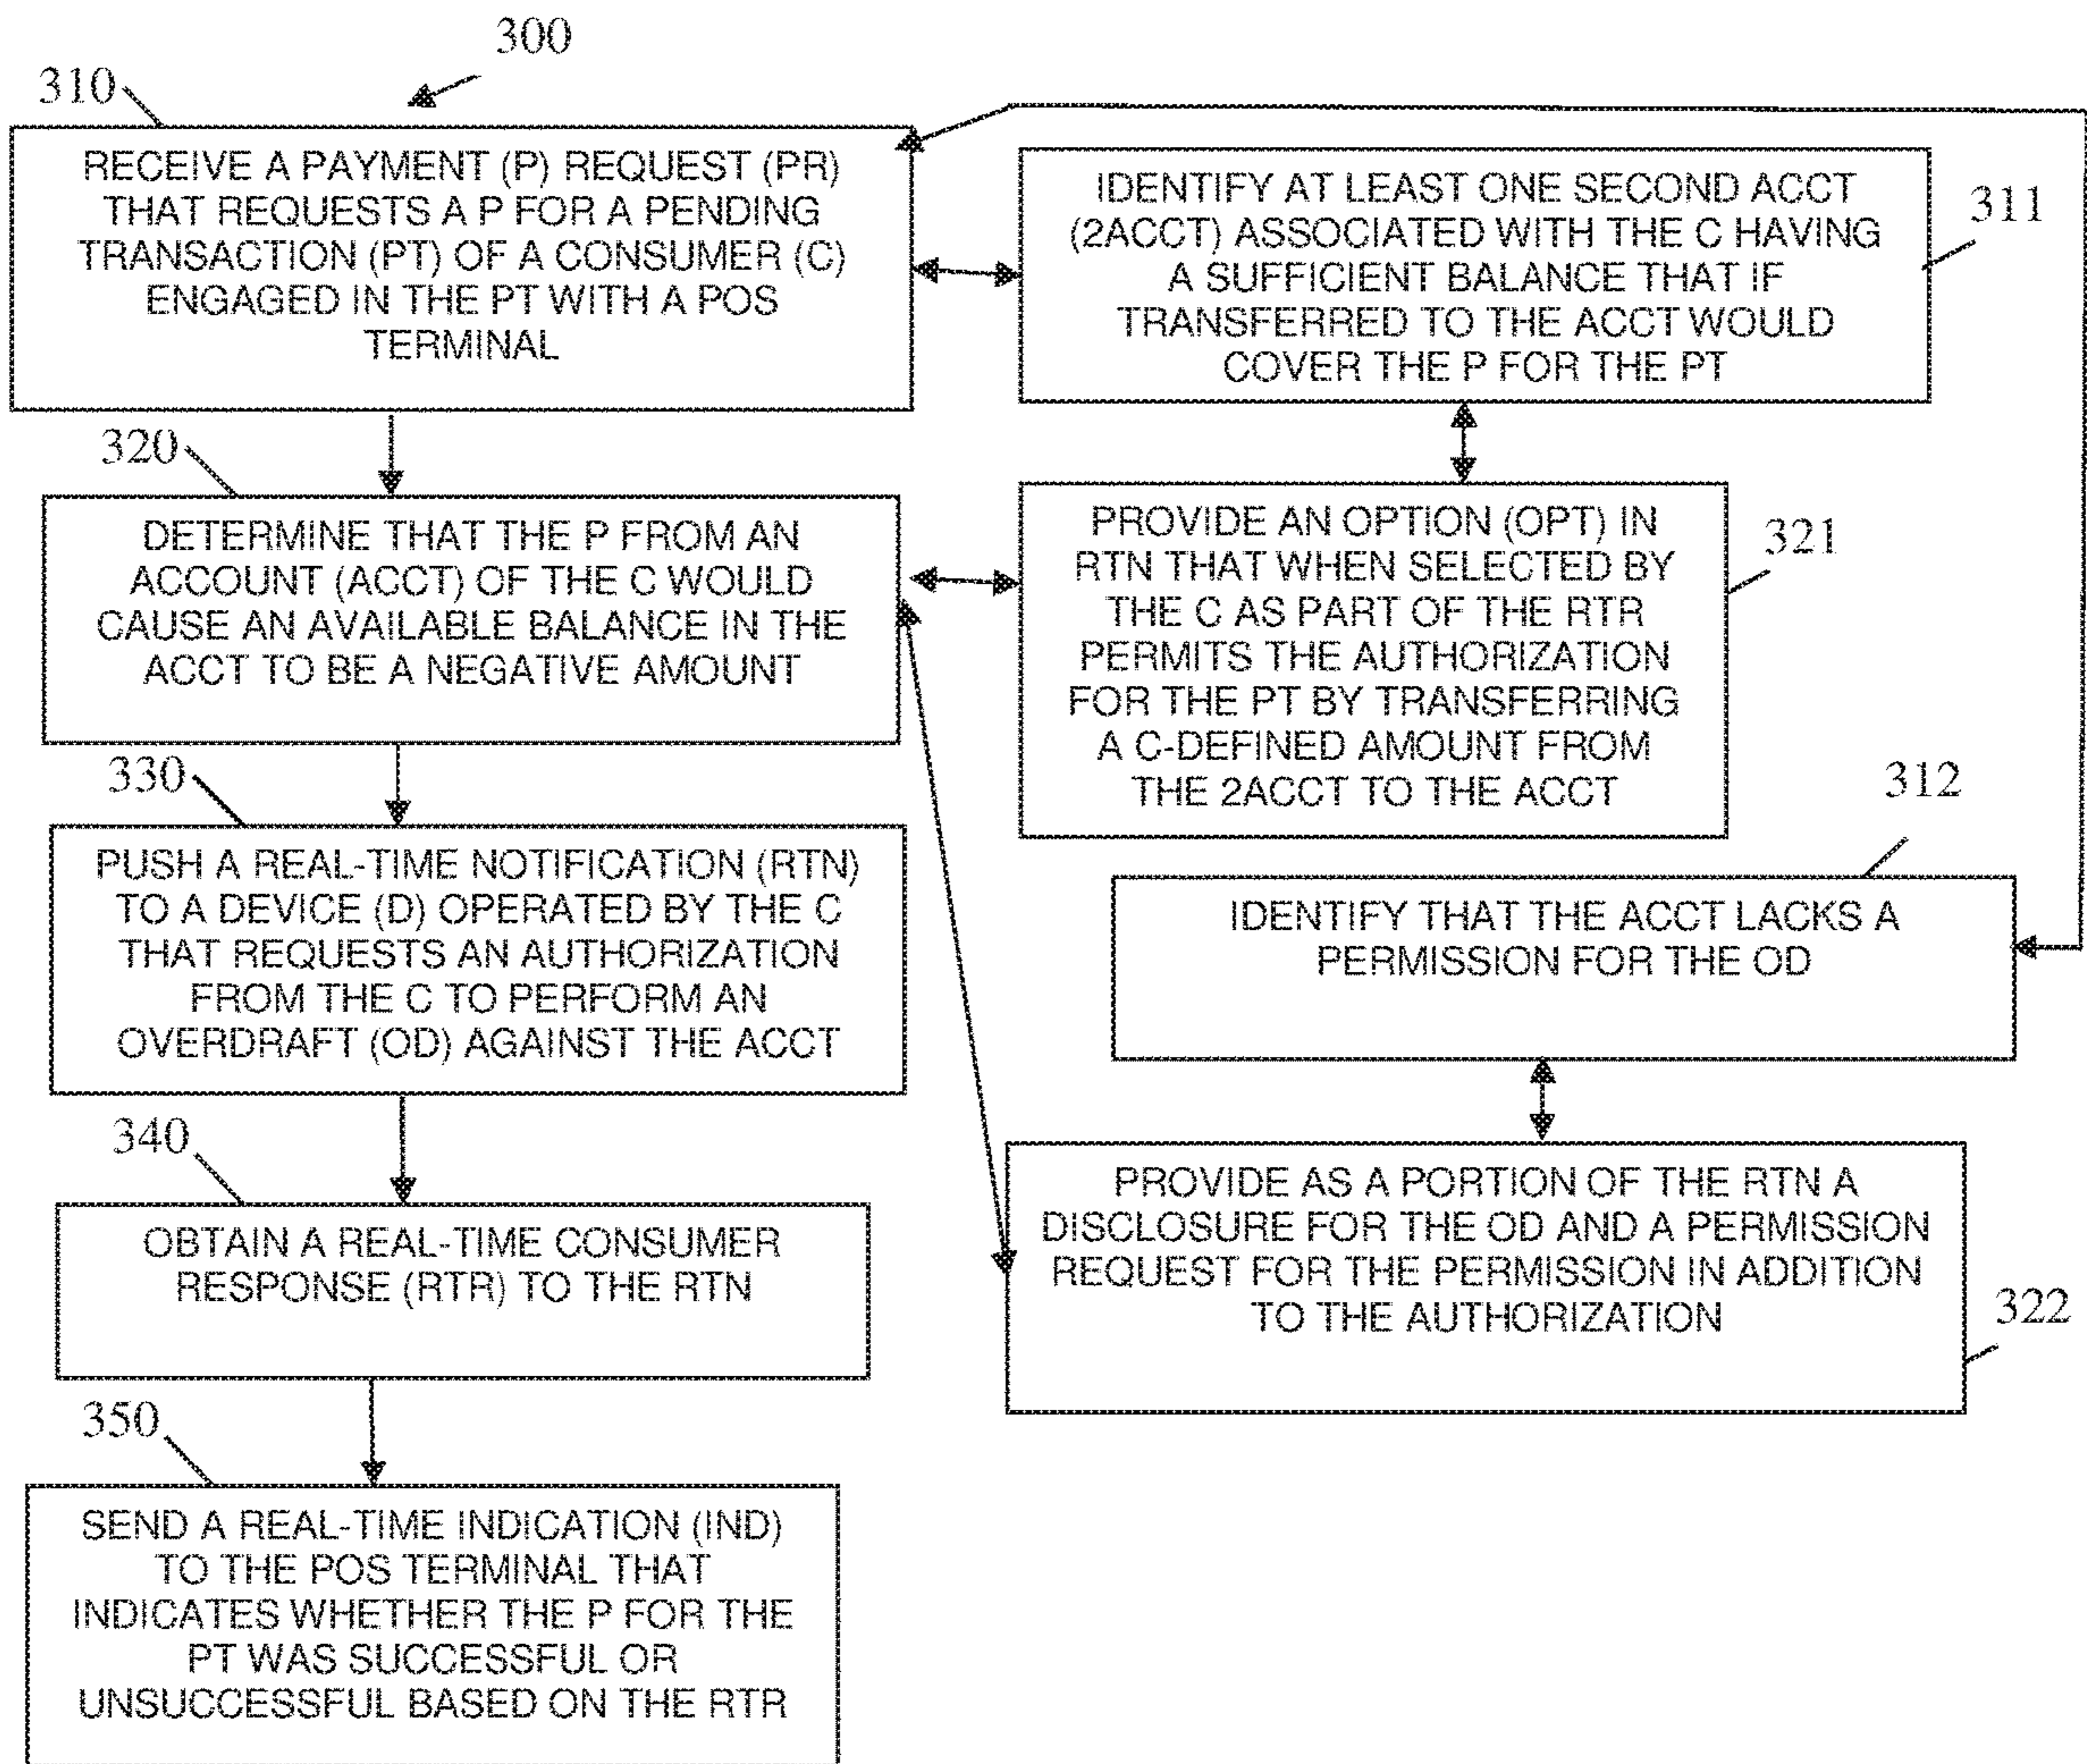 300
310
RECEIVE A PAYMENT (P) REQUEST (PR)
THAT REQUESTS A P FOR A PENDING
TRANSACTION (PT) OF A CONSUMER (C)
ENGAGED IN THE PT WITH A POS
TERMINAL
311
IDENTIFY AT LEAST ONE SECOND ACCT
(2ACCT) ASSOCIATED WITH THE C HAVING
A SUFFICIENT BALANCE THAT IF
TRANSFERRED TO THE ACCT WOULD
COVER THE P FOR THE PT
320
DETERMINE THAT THE P FROM AN
ACCOUNT (ACCT) OF THE C WOULD
CAUSE AN AVAILABLE BALANCE IN THE
ACCT TO BE A NEGATIVE AMOUNT
321
PROVIDE AN OPTION (OPT) IN
RTN THAT WHEN SELECTED BY
THE C AS PART OF THE RTR
PERMITS THE AUTHORIZATION
FOR THE PT BY TRANSFERRING
A C-DEFINED AMOUNT FROM
THE 2ACCT TO THE ACCT
330
PUSH A REAL-TIME NOTIFICATION (RTN)
TO A DEVICE (D) OPERATED BY THE C
THAT REQUESTS AN AUTHORIZATION
FROM THE C TO PERFORM AN
OVERDRAFT (OD) AGAINST THE ACCT
312
IDENTIFY THAT THE ACCT LACKS A
PERMISSION FOR THE OD
340
OBTAIN A REAL-TIME CONSUMER
RESPONSE (RTR) TO THE RTN
322
PROVIDE AS A PORTION OF THE RTN A
DISCLOSURE FOR THE OD AND A PERMISSION
REQUEST FOR THE PERMISSION IN ADDITION
TO THE AUTHORIZATION
350
SEND A REAL-TIME INDICATION (IND)
TO THE POS TERMINAL THAT
INDICATES WHETHER THE P FOR THE
PT WAS SUCCESSFUL OR
UNSUCCESSFUL BASED ON THE RTR